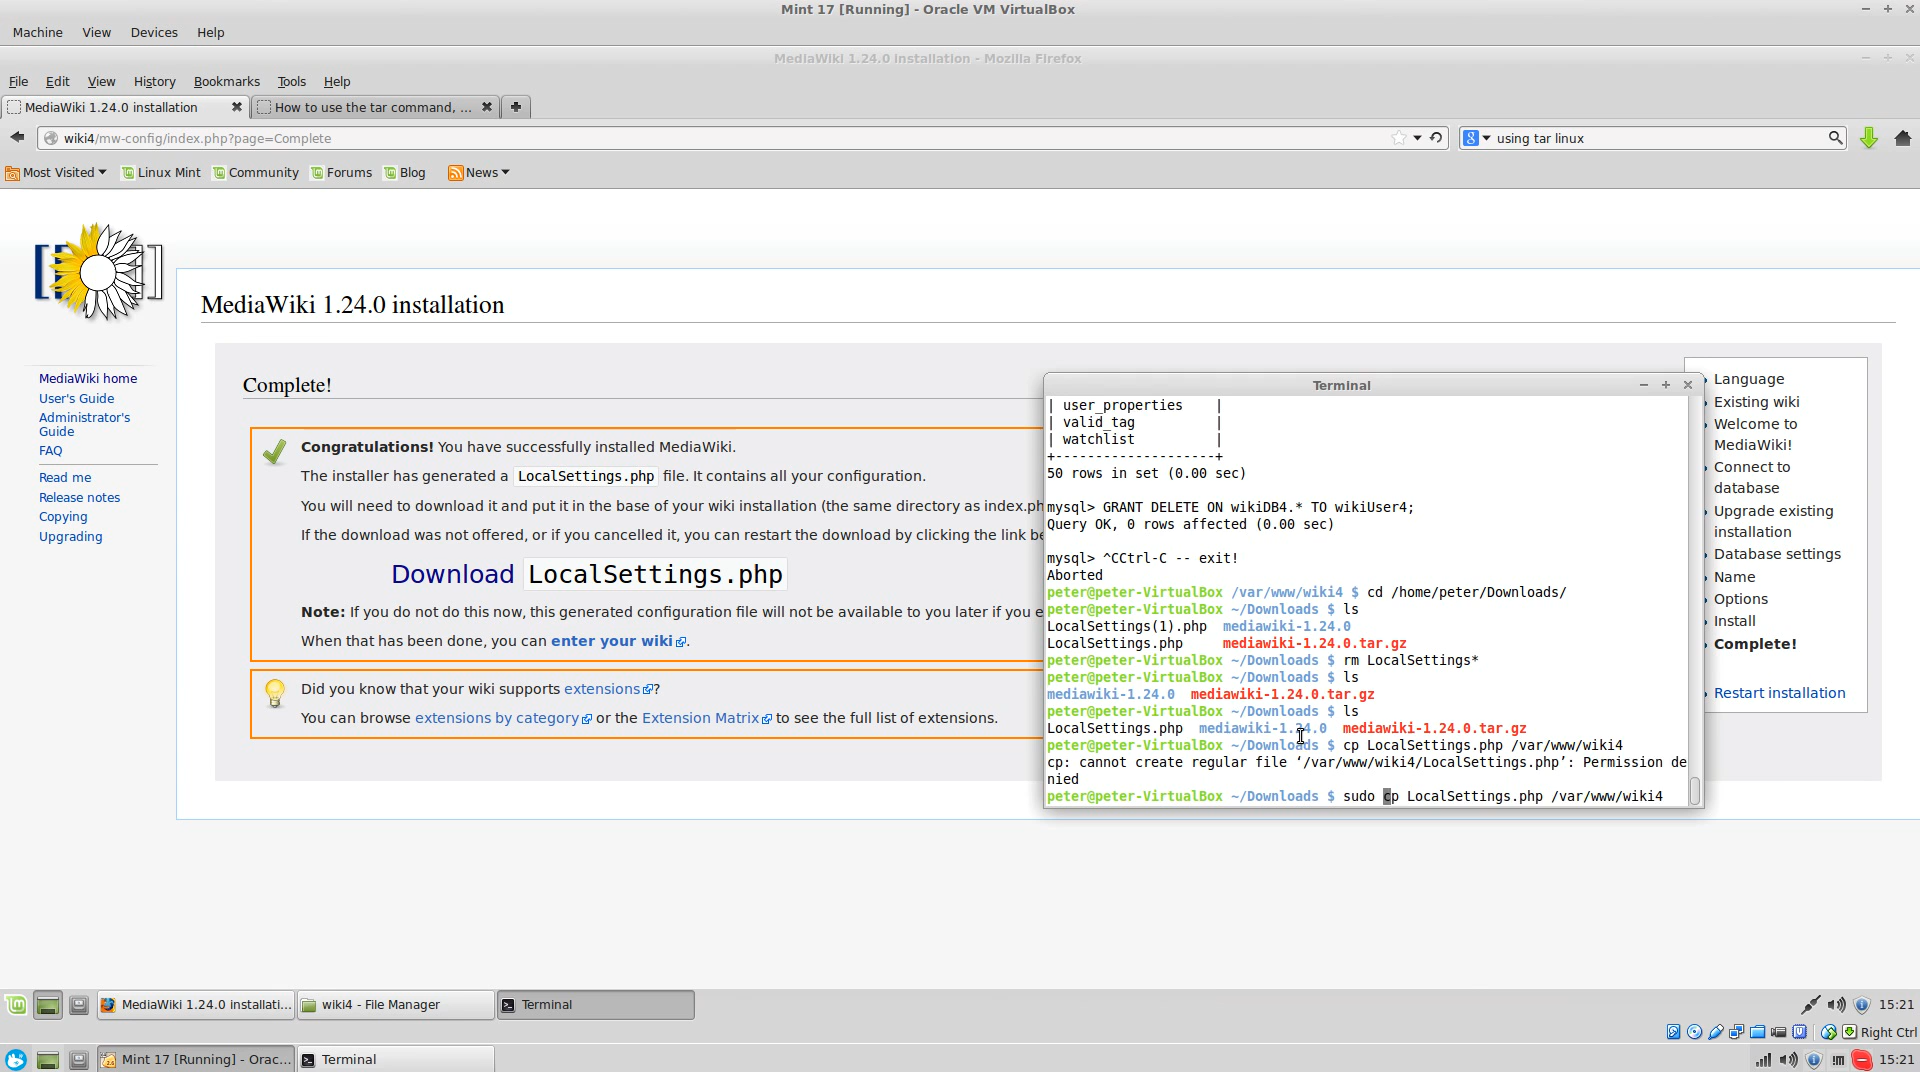 Mint 17 [Running] - Oracle VM VirtualBox
Machine View Devices Help
MediaWiki 1.24.0 installation - Mozilla Firefox
File Edit View History Bookmarks Tools Help
MediaWiki 1.24.0 installation How to use the tar command, ...
wiki4/mw-config/index.php?page=Complete using tar linux
Most Visited Linux Mint Community Forums Blog News
MediaWiki 1.24.0 installation
MediaWiki home
User's Guide
Administrator's
Guide
FAQ
Read me
Release notes
Copying
Upgrading
Complete!
Congratulations! You have successfully installed MediaWiki.
The installer has generated a LocalSettings.php file. It contains all your configuration.
You will need to download it and put it in the base of your wiki installation (the same directory as index.ph
If the download was not offered, or if you cancelled it, you can restart the download by clicking the link be
Download LocalSettings.php
Note: If you do not do this now, this generated configuration file will not be available to you later if you e
When that has been done, you can enter your wiki.
Did you know that your wiki supports extensions?
You can browse extensions by category or the Extension Matrix to see the full list of extensions.
Terminal
| user_properties |
| valid_tag |
| watchlist |
+-------------------+
50 rows in set (0.00 sec)
mysql> GRANT DELETE ON wikiDB4.* TO wikiUser4;
Query OK, 0 rows affected (0.00 sec)
mysql> ^CCtrl-C -- exit!
Aborted
peter@peter-VirtualBox /var/www/wiki4 $ cd /home/peter/Downloads/
peter@peter-VirtualBox ~/Downloads $ ls
LocalSettings(1).php mediawiki-1.24.0
LocalSettings.php mediawiki-1.24.0.tar.gz
peter@peter-VirtualBox ~/Downloads $ rm LocalSettings*
peter@peter-VirtualBox ~/Downloads $ ls
mediawiki-1.24.0 mediawiki-1.24.0.tar.gz
peter@peter-VirtualBox ~/Downloads $ ls
LocalSettings.php mediawiki-1.24.0 mediawiki-1.24.0.tar.gz
peter@peter-VirtualBox ~/Downloads $ cp LocalSettings.php /var/www/wiki4
cp: cannot create regular file ‘/var/www/wiki4/LocalSettings.php’: Permission de
nied
peter@peter-VirtualBox ~/Downloads $ sudo cp LocalSettings.php /var/www/wiki4
Language
Existing wiki
Welcome to
MediaWiki!
Connect to
database
Upgrade existing
installation
Database settings
Name
Options
Install
Complete!
Restart installation
MediaWiki 1.24.0 installati... wiki4 - File Manager Terminal 15:21
Right Ctrl
Mint 17 [Running] - Orac... Terminal 15:21